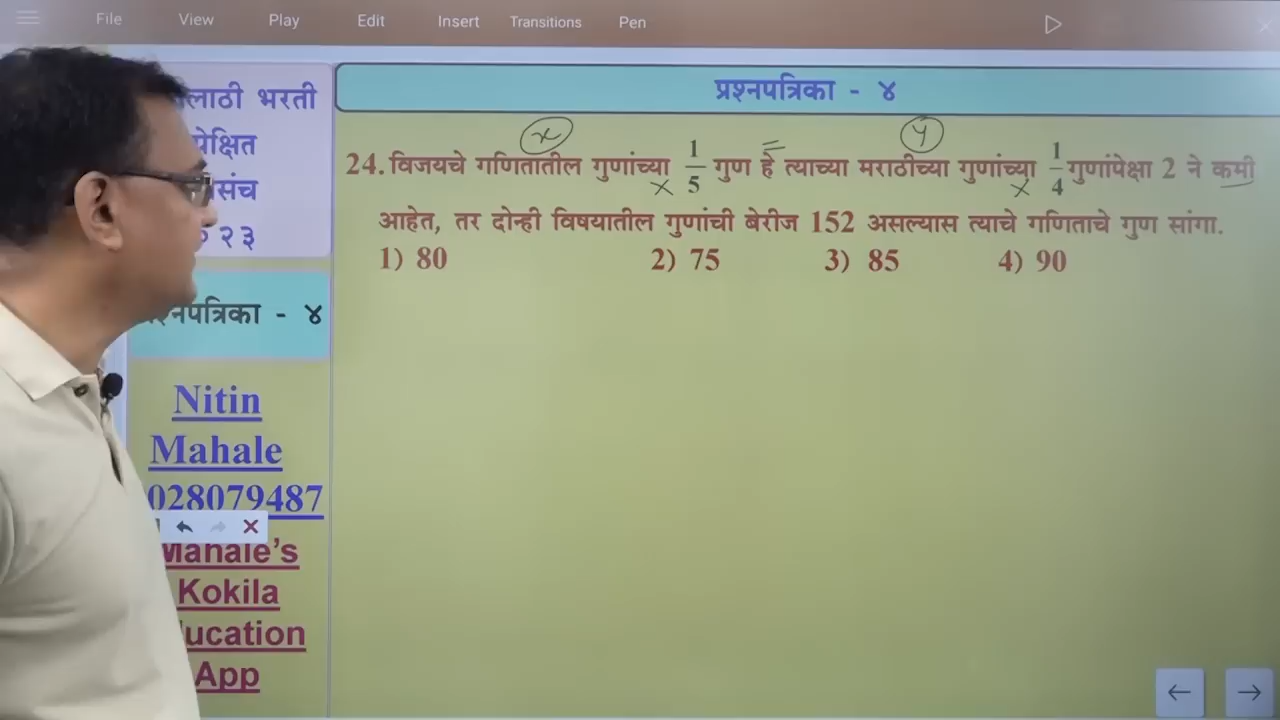 File View Play Edit Insert Transitions Pen
लाठी भरती
पेक्षित
संच
२३
प्रश्नपत्रिका - ४
Nitin
Mahale
028079487
Mahale's
Kokila
ucation
App
प्रश्नपत्रिका - ४
x y
24. विजयचे गणितातील गुणांच्या 1/5 गुण हे त्याच्या मराठीच्या गुणांच्या 1/4 गुणांपेक्षा 2 ने कमी
× ×
आहेत, तर दोन्ही विषयातील गुणांची बेरीज 152 असल्यास त्याचे गणिताचे गुण सांगा.
1) 80 2) 75 3) 85 4) 90